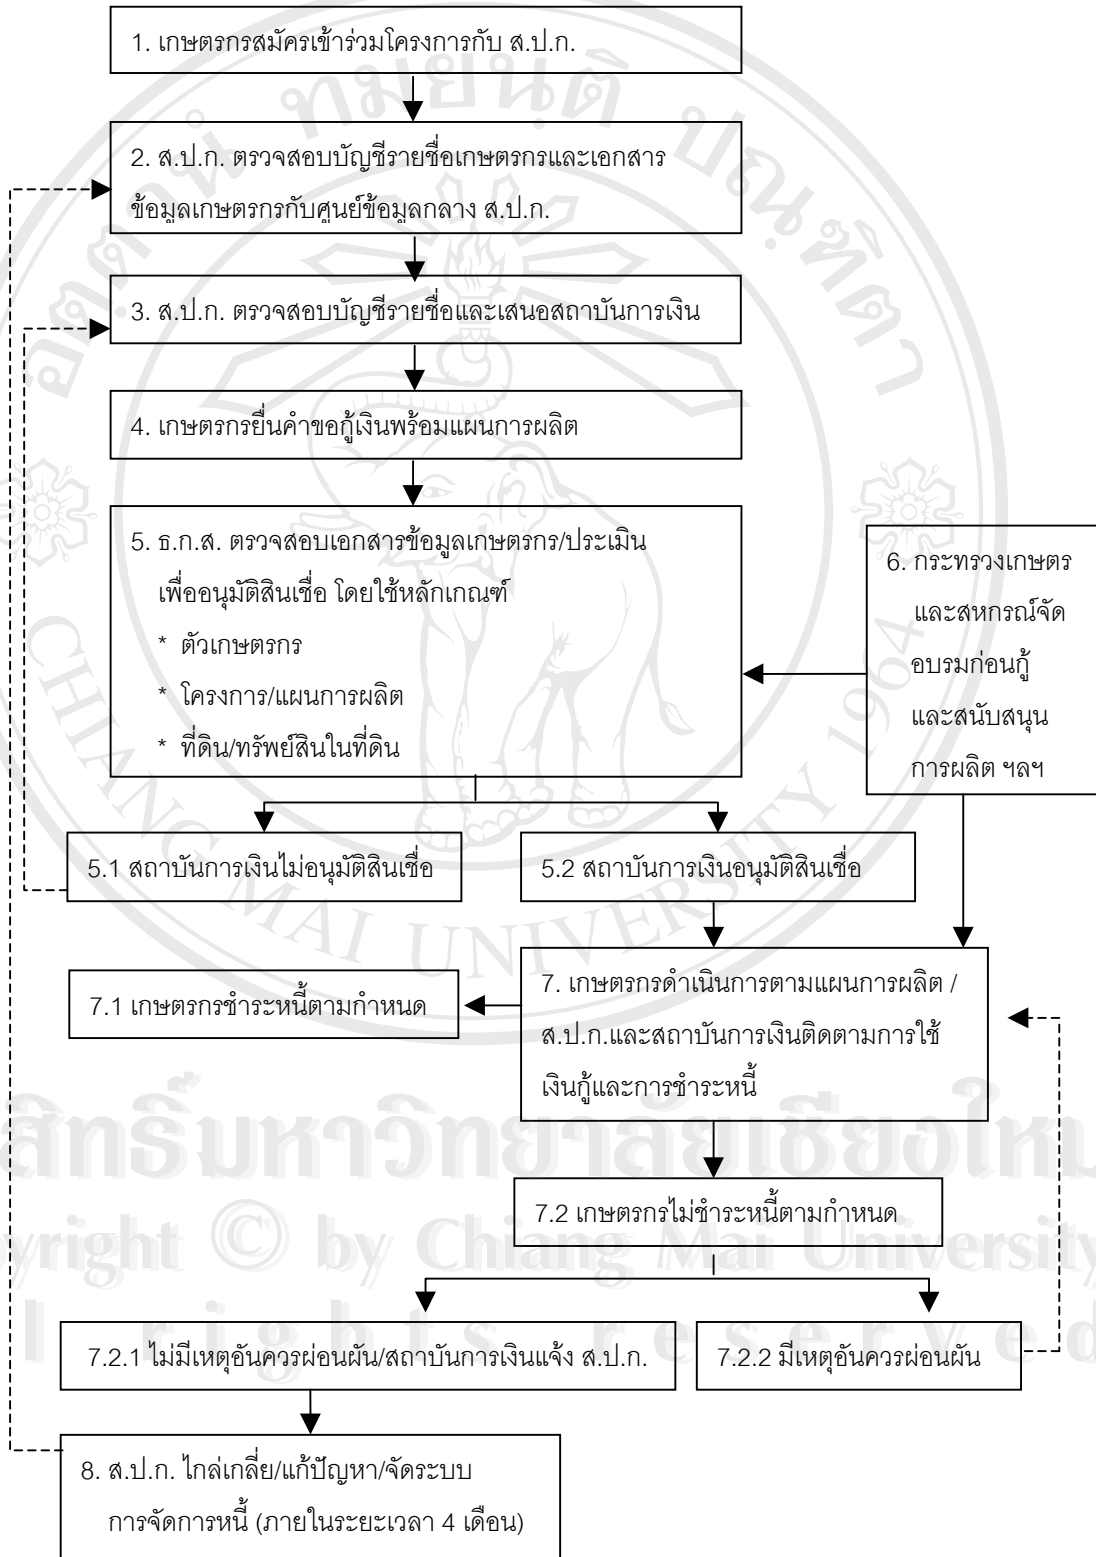 1. เกษตรกรสมัครเข้าร่วมโครงการกับ ส.ป.ก.
2. ส.ป.ก. ตรวจสอบบัญชีรายชื่อเกษตรกรและเอกสาร
ข้อมูลเกษตรกรกับศูนย์ข้อมูลกลาง ส.ป.ก.
3. ส.ป.ก. ตรวจสอบบัญชีรายชื่อและเสนอสถาบันการเงิน
4. เกษตรกรยื่นคำขอกู้เงินพร้อมแผนการผลิต
5. ธ.ก.ส. ตรวจสอบเอกสารข้อมูลเกษตรกร/ประเมิน
เพื่ออนุมัติสินเชื่อ โดยใช้หลักเกณฑ์
* ตัวเกษตรกร
* โครงการ/แผนการผลิต
* ที่ดิน/ทรัพย์สินในที่ดิน
6. กระทรวงเกษตร
และสหกรณ์จัด
อบรมก่อนกู้
และสนับสนุน
การผลิต ฯลฯ
5.1 สถาบันการเงินไม่อนุมัติสินเชื่อ
5.2 สถาบันการเงินอนุมัติสินเชื่อ
7. เกษตรกรดำเนินการตามแผนการผลิต /
ส.ป.ก.และสถาบันการเงินติดตามการใช้
เงินกู้และการชำระหนี้
7.1 เกษตรกรชำระหนี้ตามกำหนด
7.2 เกษตรกรไม่ชำระหนี้ตามกำหนด
7.2.1 ไม่มีเหตุอันควรผ่อนผัน/สถาบันการเงินแจ้ง ส.ป.ก.
7.2.2 มีเหตุอันควรผ่อนผัน
8. ส.ป.ก. ไกล่เกลี่ย/แก้ปัญหา/จัดระบบ
การจัดการหนี้ (ภายในระยะเวลา 4 เดือน)
CHIANG MAI UNIVERSITY 1964
สิทธิ์มหาวิทยาลัยเชียงใหม
yright © by Chiang Mai University
l rights reserved